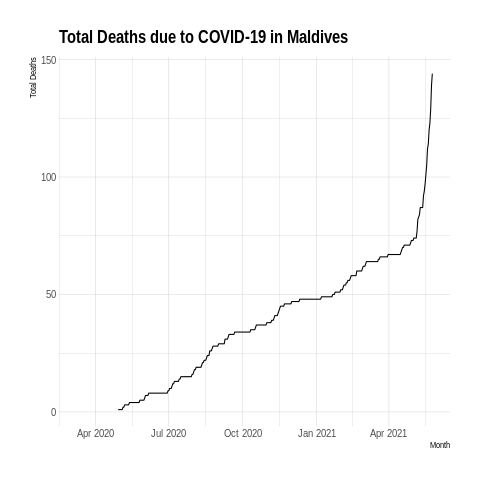 Total Deaths due to COVID-19 in Maldives
Total Deaths
150
100
50
0
Apr 2020 Jul 2020 Oct 2020 Jan 2021 Apr 2021
Month